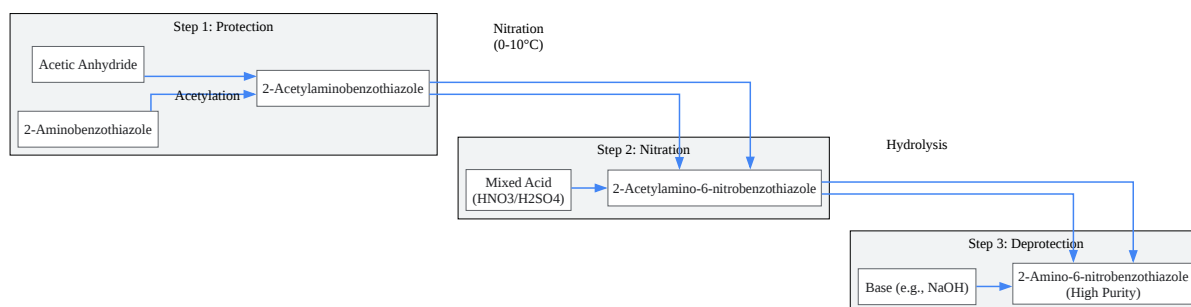 Step 1: Protection
Acetic Anhydride
Acetylation
2-Aminobenzothiazole
2-Acetylaminobenzothiazole
Nitration
(0-10°C)
Step 2: Nitration
Mixed Acid
(HNO3/H2SO4)
2-Acetylamino-6-nitrobenzothiazole
Hydrolysis
Step 3: Deprotection
Base (e.g., NaOH)
2-Amino-6-nitrobenzothiazole
(High Purity)